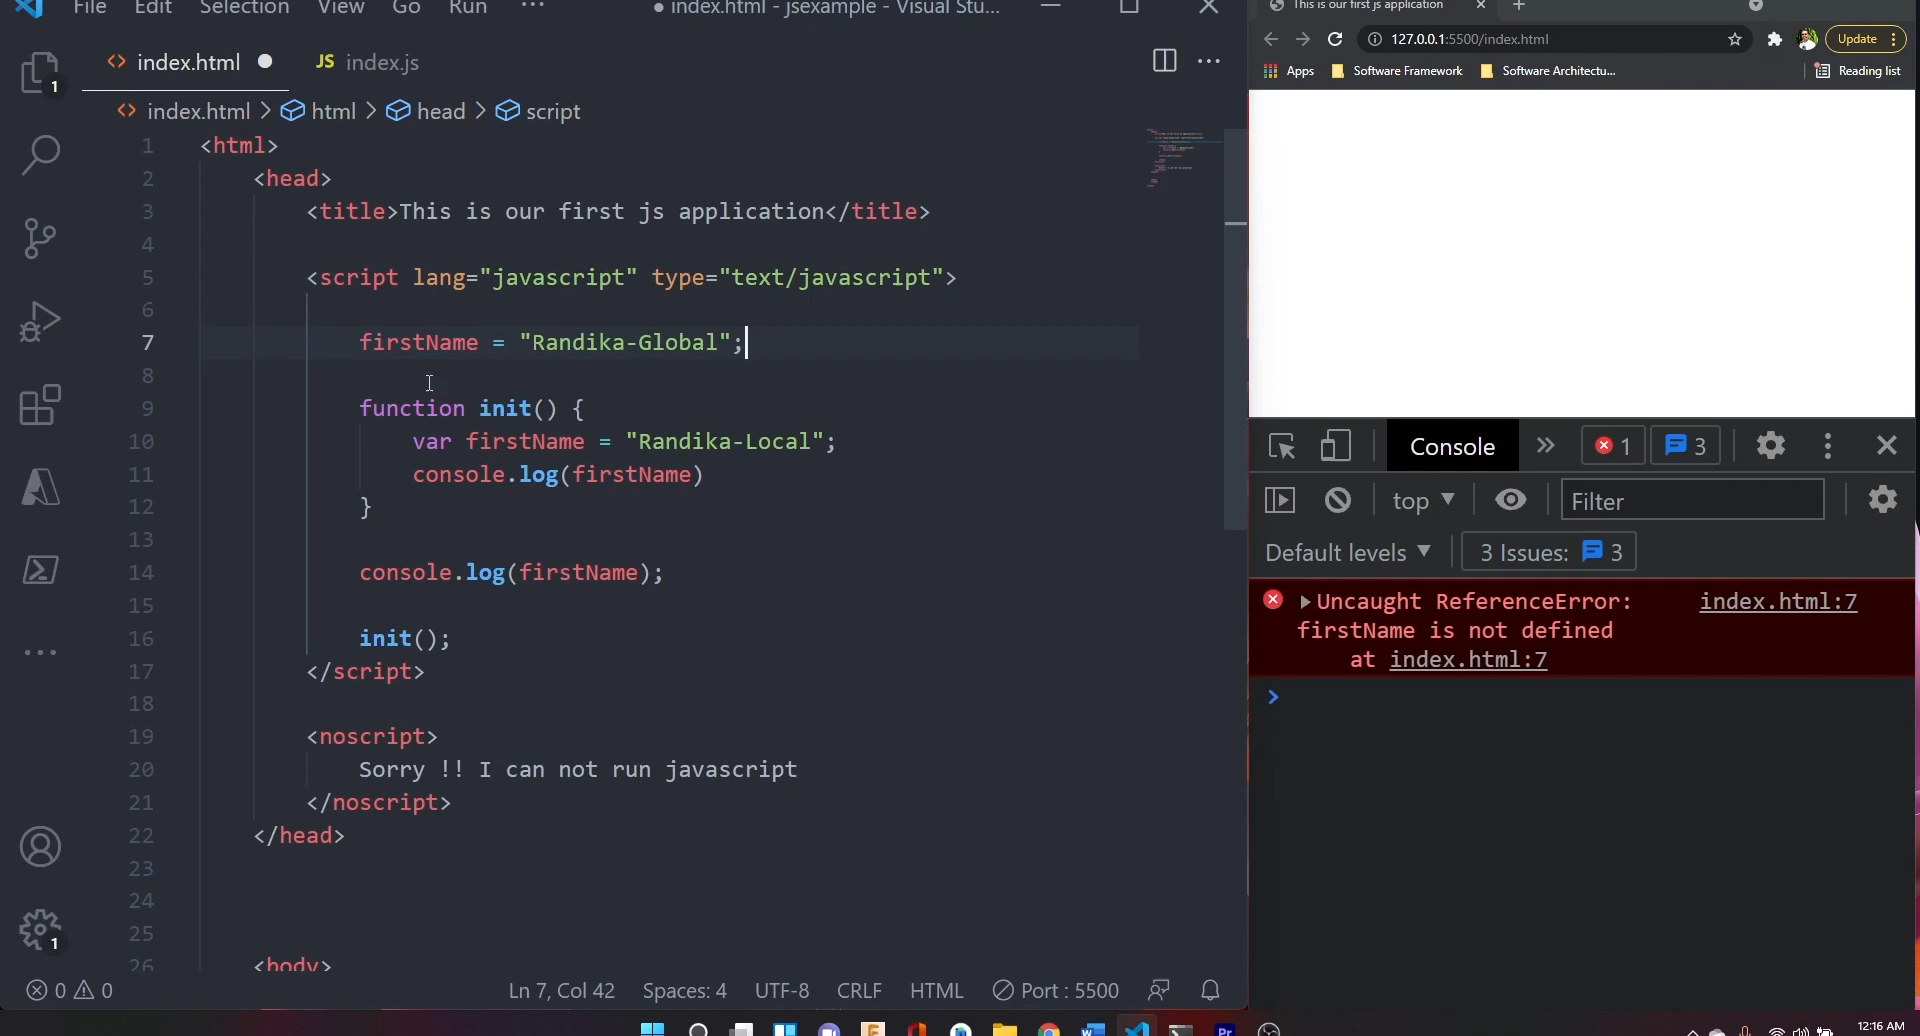 File Edit Selection View Go Run ··· ● index.html - jsexample - Visual Stu...
index.html ● JS index.js
index.html > html > head > script
1 <html>
2 <head>
3 <title>This is our first js application</title>
4
5 <script lang="javascript" type="text/javascript">
6
7 firstName = "Randika-Global";
8
9 function init() {
10 var firstName = "Randika-Local";
11 console.log(firstName)
12 }
13
14 console.log(firstName);
15
16 init();
17 </script>
18
19 <noscript>
20 Sorry !! I can not run javascript
21 </noscript>
22 </head>
23
24
25
26 <body>
1
1
0 0 Ln 7, Col 42 Spaces: 4 UTF-8 CRLF HTML Port : 5500
This is our first js application
127.0.0.1:5500/index.html Update
Apps Software Framework Software Architectu... Reading list
Console 1 3
top Filter
Default levels 3 Issues: 3
Uncaught ReferenceError: index.html:7
firstName is not defined
at index.html:7
12:16 AM